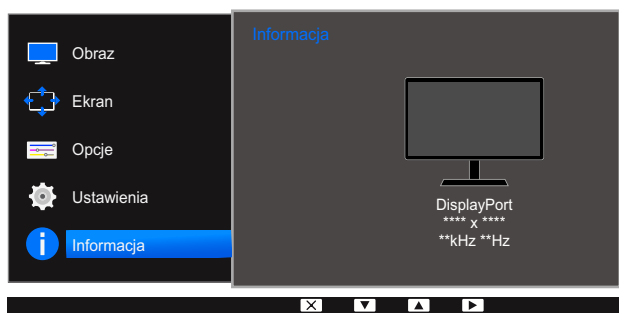 Obraz
Ekran
Opcje
Ustawienia
Informacja
Informacja
DisplayPort
**** x ****
**kHz **Hz